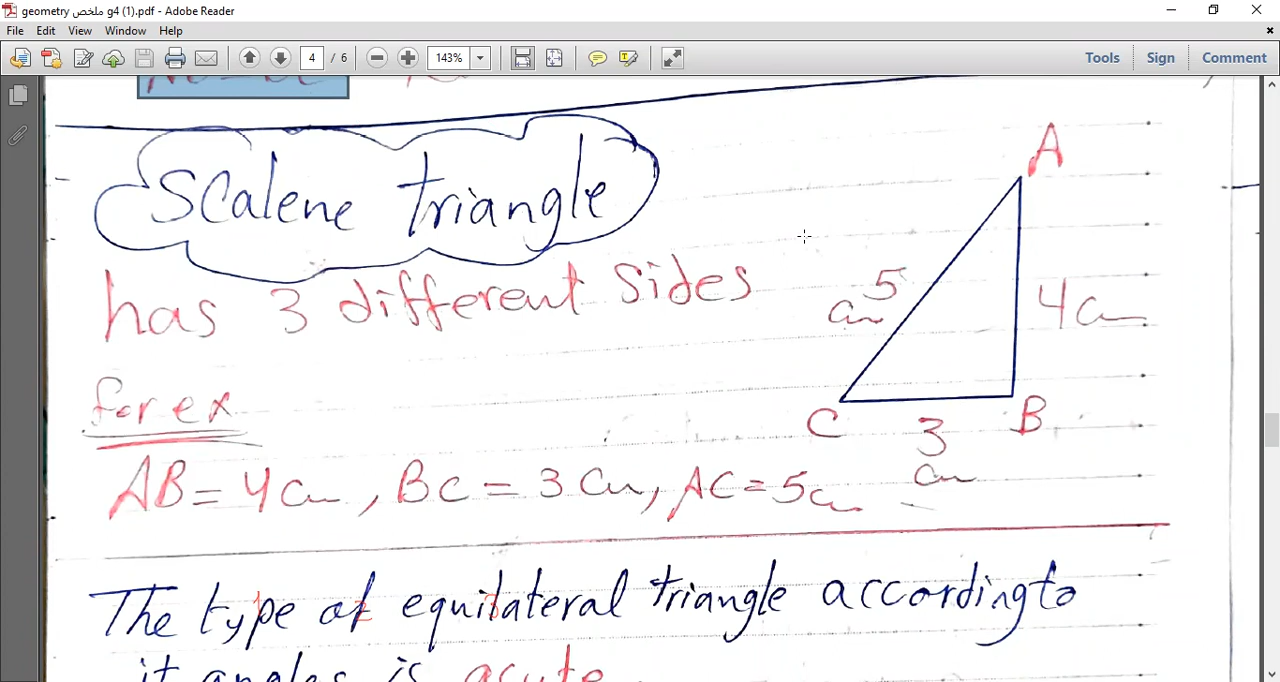 geometry ملخص g4 (1).pdf - Adobe Reader
File Edit View Window Help
4 / 6 143% Tools Sign Comment
Scalene triangle
has 3 different sides
for ex
AB = 4 cm, BC = 3 cm, AC = 5 cm
A
5 cm
4 cm
C B
3 cm
The type of equilateral triangle according to
it angles is acute